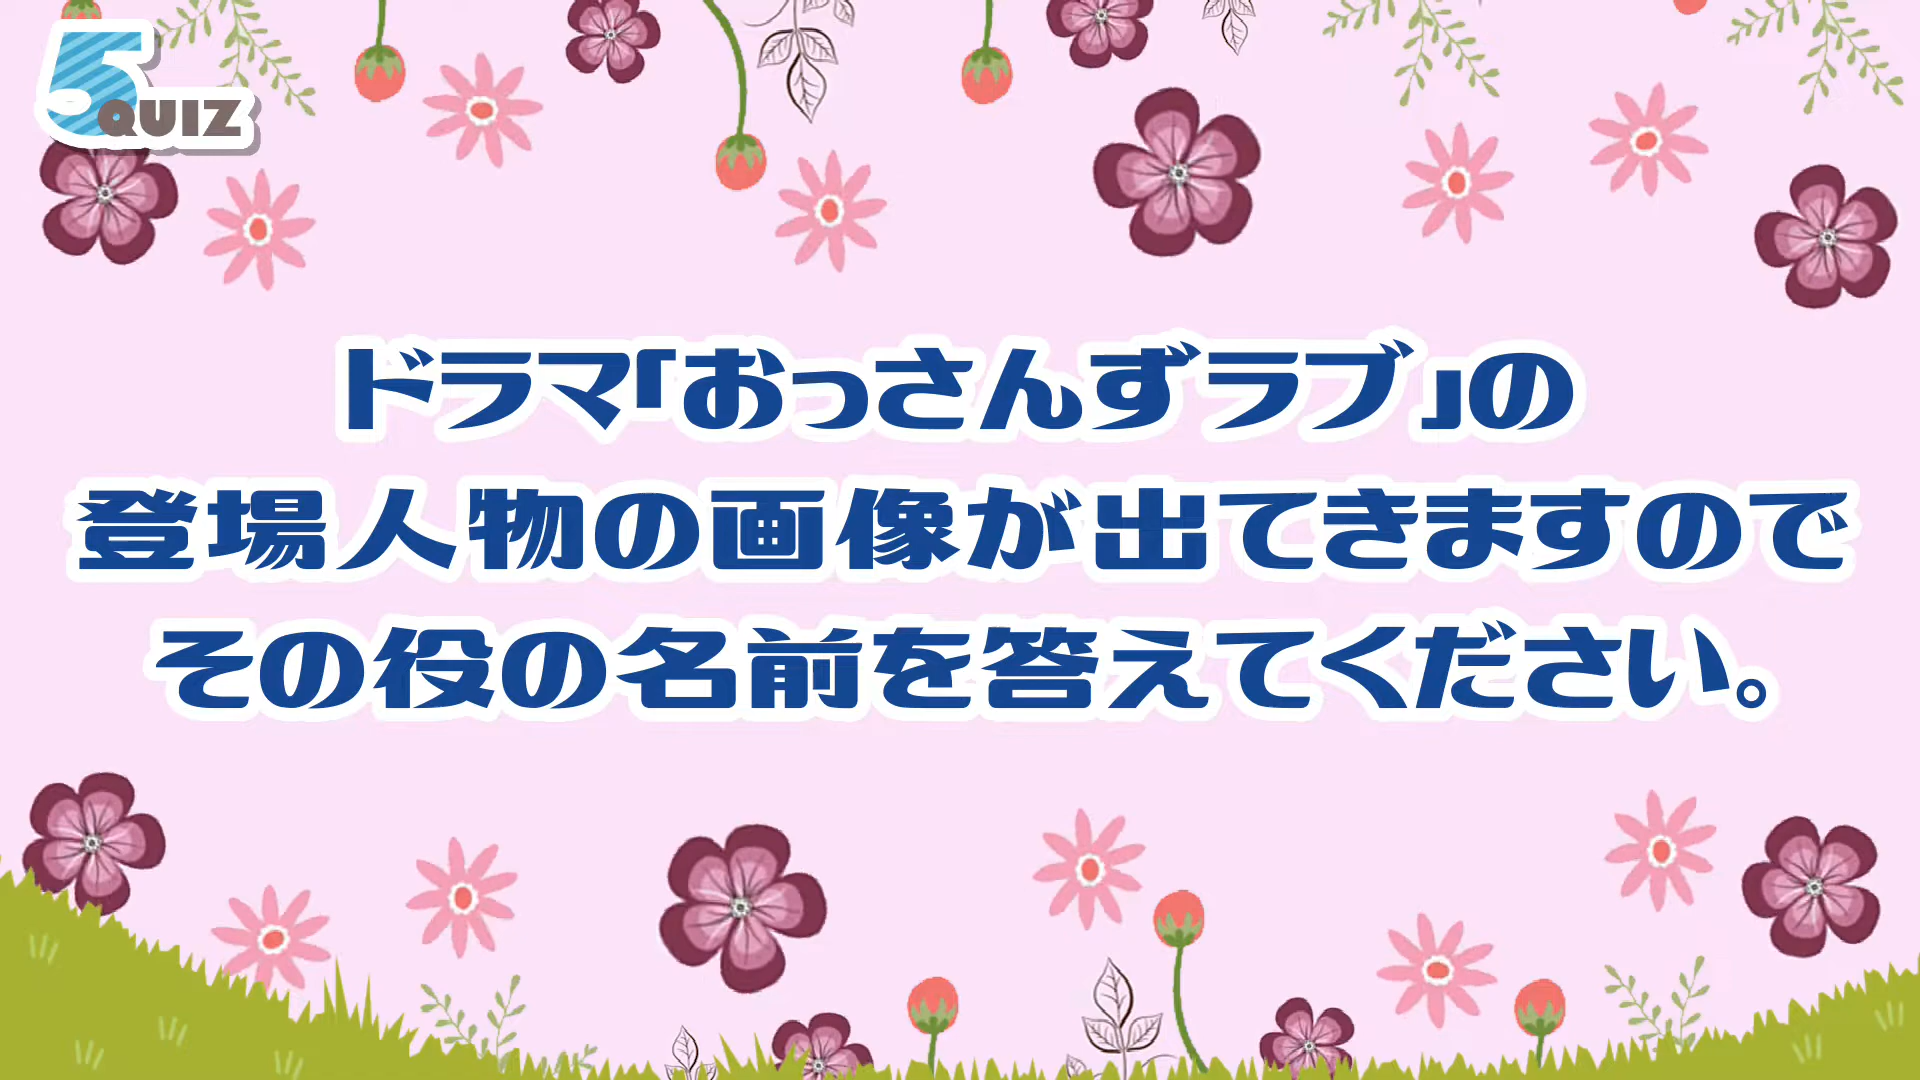 5 QUIZ
ドラマ「おっさんずラブ」の
登場人物の画像が出てきますので
その役の名前を答えてください。